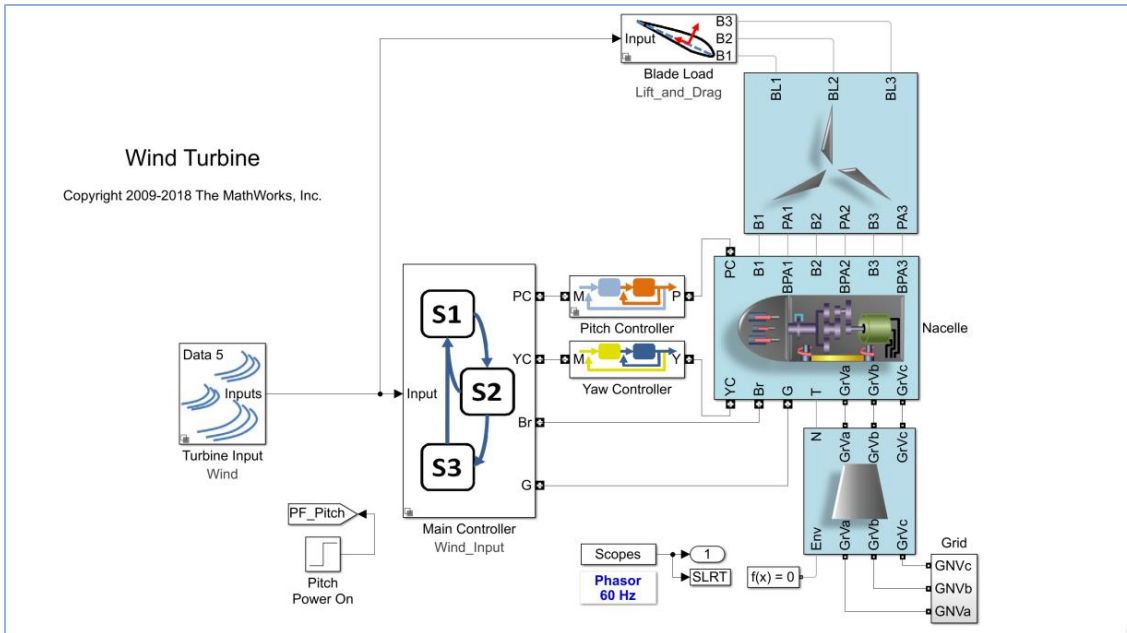 B3
Input
B2
B1
Blade Load
Lift_and_Drag
BL1
BL2
BL3
Wind Turbine
Copyright 2009-2018 The MathWorks, Inc.
B1
PA1
B2
PA2
B3
PA3
PC
B1
BPA1
B2
BPA2
B3
BPA3
Nacelle
YC
Br
G
T
GrVa
GrVb
GrVc
S1
S2
S3
Input
PC
YC
Br
G
Main Controller
Wind_Input
M
P
Pitch Controller
M
Y
Yaw Controller
Data 5
Inputs
Turbine Input
Wind
PF_Pitch
Pitch
Power On
N
GrVa
GrVb
GrVc
Env
GrVa
GrVb
GrVc
Scopes
1
SLRT
Phasor
60 Hz
f(x) = 0
Grid
GNVc
GNVb
GNVa